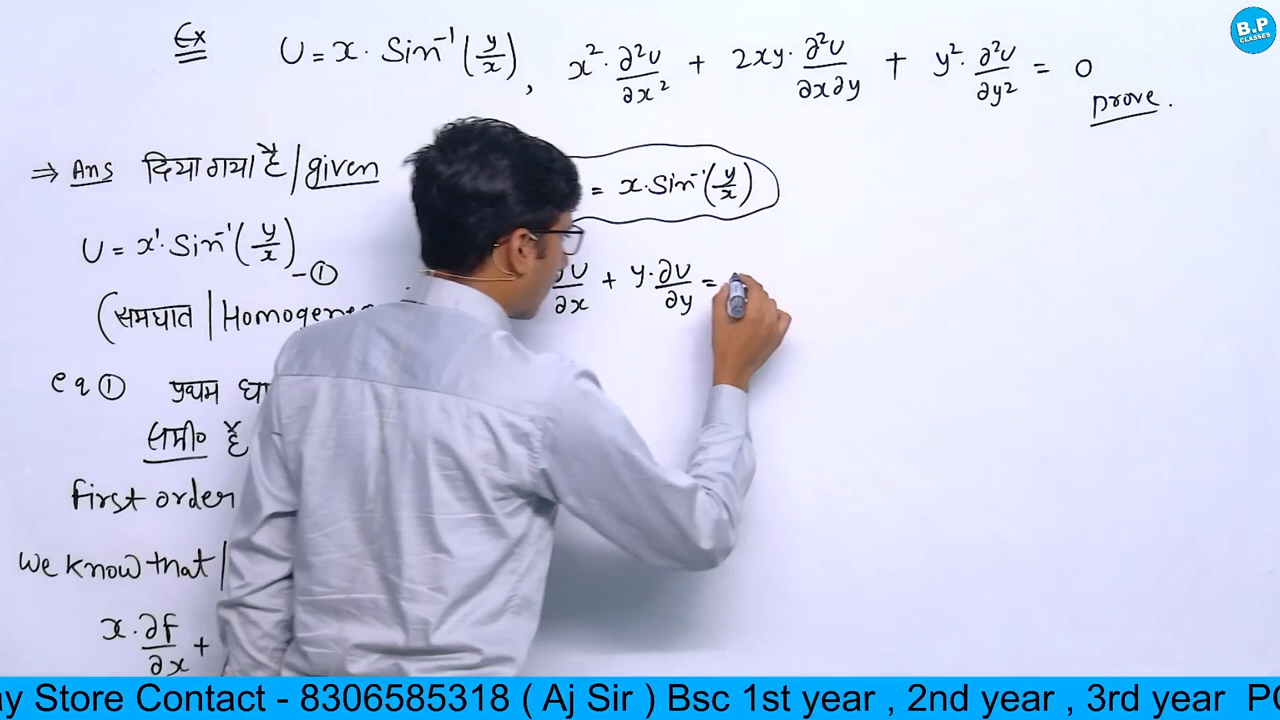 Ex U = x · Sin⁻¹(y/x), x² · ∂²U/∂x² + 2xy · ∂²U/∂x∂y + y² · ∂²U/∂y² = 0
Prove.
B.P
CLASSES
⇒ Ans दिया गया है / given
U = x¹ · Sin⁻¹(y/x) -①
(समघात /
eq ① प्रथम
समी० है
first order
we know that /
x · ∂f/∂x +
= x · Sin⁻¹(y/x)
∂U/∂x + y · ∂U/∂y =
Store Contact - 8306585318 ( Aj Sir ) Bsc 1st year , 2nd year , 3rd year